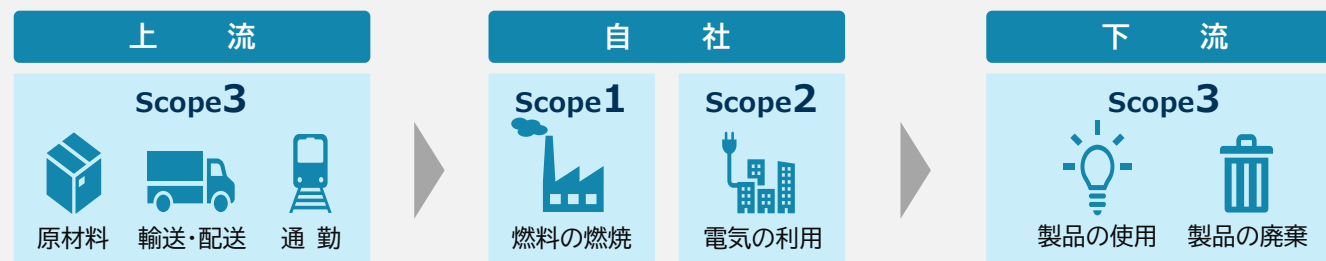 上 流
Scope3
原材料
輸送・配送
通 勤
自 社
Scope1
燃料の燃焼
Scope2
電気の利用
下 流
Scope3
製品の使用
製品の廃棄